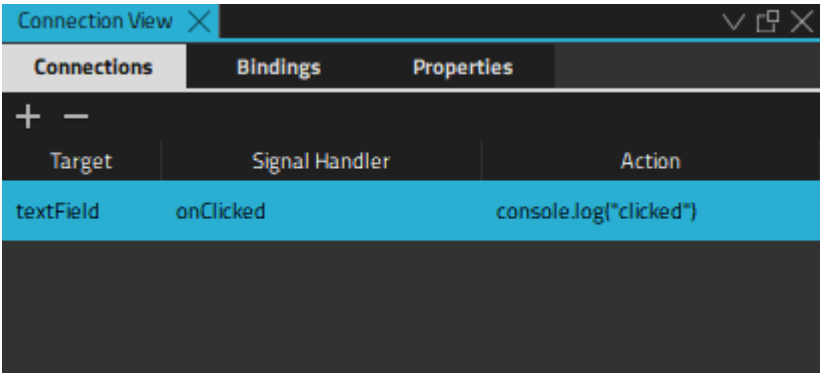 Connection View
Connections Bindings Properties
Target Signal Handler Action
textField onClicked console.log("clicked")